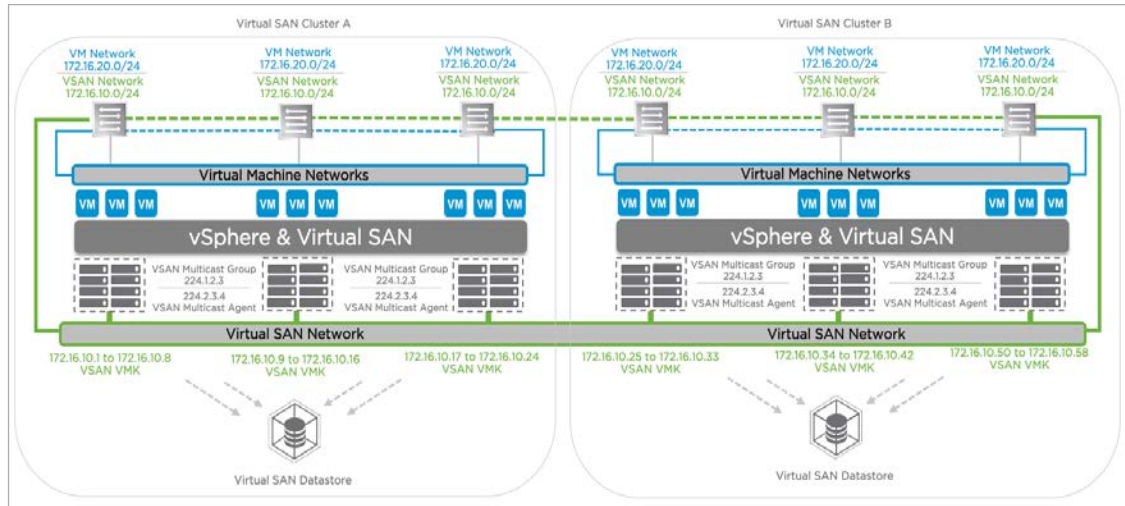 Virtual SAN Cluster A
Virtual SAN Cluster B
VM Network
172.16.20.0/24
VSAN Network
172.16.10.0/24
VM Network
172.16.20.0/24
VSAN Network
172.16.10.0/24
VM Network
172.16.20.0/24
VSAN Network
172.16.10.0/24
VM Network
172.16.20.0/24
VSAN Network
172.16.10.0/24
VM Network
172.16.20.0/24
VSAN Network
172.16.10.0/24
VM Network
172.16.20.0/24
VSAN Network
172.16.10.0/24
Virtual Machine Networks
Virtual Machine Networks
VM VM VM
VM VM VM
VM VM VM
VM VM VM
VM VM VM
VM VM VM
vSphere & Virtual SAN
vSphere & Virtual SAN
VSAN Multicast Group
224.1.2.3
224.2.3.4
VSAN Multicast Agent
VSAN Multicast Group
224.1.2.3
224.2.3.4
VSAN Multicast Agent
VSAN Multicast Group
224.1.2.3
224.2.3.4
VSAN Multicast Agent
VSAN Multicast Group
224.1.2.3
224.2.3.4
VSAN Multicast Agent
Virtual SAN Network
Virtual SAN Network
172.16.10.1 to 172.16.10.8
VSAN VMK
172.16.10.9 to 172.16.10.16
VSAN VMK
172.16.10.17 to 172.16.10.24
VSAN VMK
172.16.10.25 to 172.16.10.33
VSAN VMK
172.16.10.34 to 172.16.10.42
VSAN VMK
172.16.10.50 to 172.16.10.58
VSAN VMK
Virtual SAN Datastore
Virtual SAN Datastore